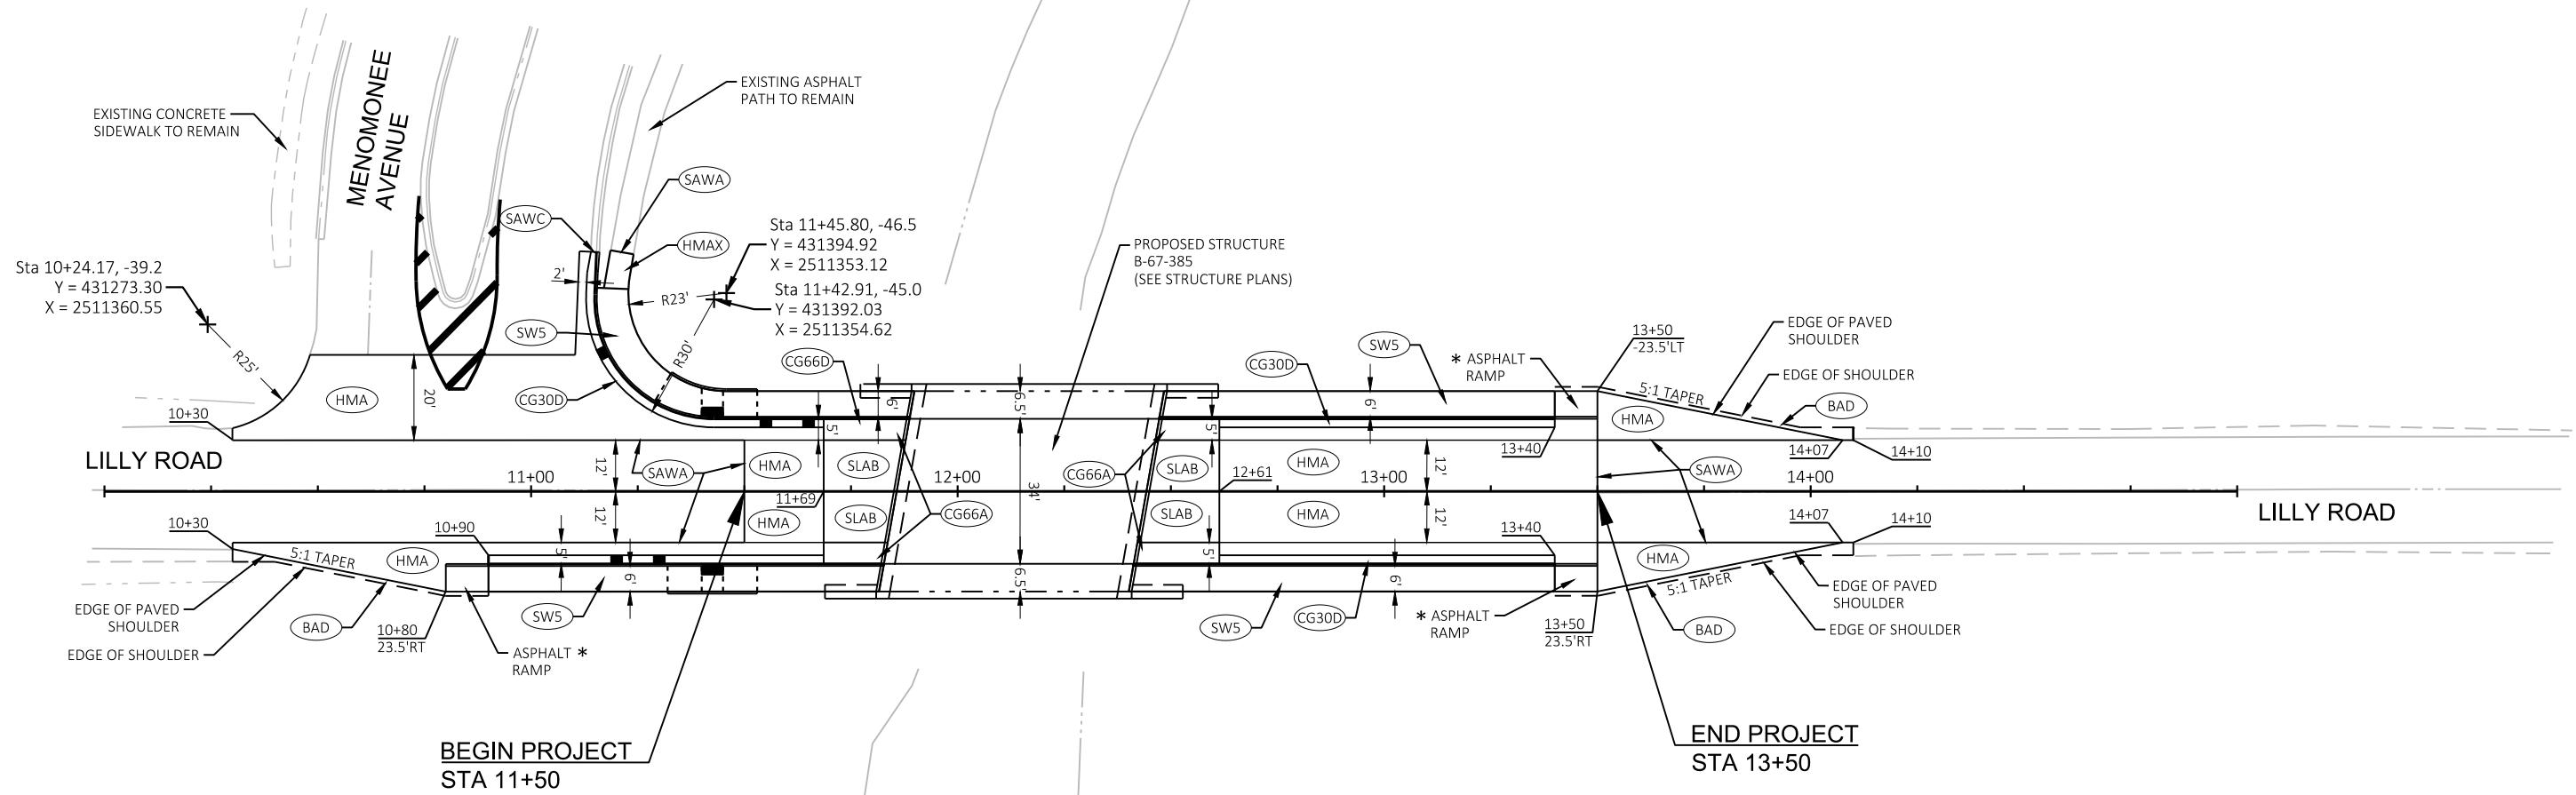 MENOMONEE
AVENUE
EXISTING ASPHALT
PATH TO REMAIN
EXISTING CONCRETE
SIDEWALK TO REMAIN
SAWA
SAWC
HMAX
Sta 11+45.80, -46.5
Y = 431394.92
X = 2511353.12
Sta 11+42.91, -45.0
Y = 431392.03
X = 2511354.62
Sta 10+24.17, -39.2
Y = 431273.30
X = 2511360.55
R25'
2'
R23'
R30'
SW5
PROPOSED STRUCTURE
B-67-385
(SEE STRUCTURE PLANS)
CG66D
CG30D
SW5
* ASPHALT
RAMP
13+50
-23.5'LT
EDGE OF PAVED
SHOULDER
EDGE OF SHOULDER
5:1 TAPER
BAD
HMA
20'
CG30D
10+30
6'
5'
6.5'
5'
6'
HMA
13+40
14+07
14+10
LILLY ROAD
12'
SAWA
HMA
SLAB
CG66A
SLAB
12+61
HMA
12'
SAWA
11+00
11+69
12+00
34'
13+00
14+00
LILLY ROAD
10+30
10+90
12'
HMA
SLAB
CG66A
SLAB
HMA
12'
13+40
14+07
14+10
5:1 TAPER
HMA
5'
6'
6.5'
5'
6'
HMA
5:1 TAPER
EDGE OF PAVED
SHOULDER
EDGE OF SHOULDER
BAD
10+80
23.5'RT
SW5
ASPHALT *
RAMP
SW5
CG30D
* ASPHALT
RAMP
13+50
23.5'RT
BAD
EDGE OF PAVED
SHOULDER
EDGE OF SHOULDER
BEGIN PROJECT
STA 11+50
END PROJECT
STA 13+50